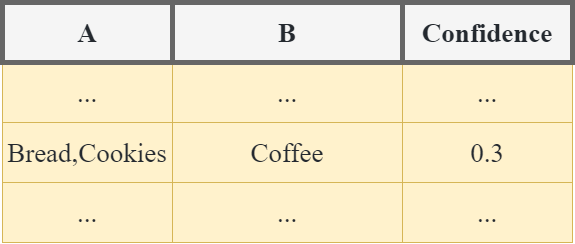 A B Confidence
... ... ...
Bread,Cookies Coffee 0.3
... ... ...